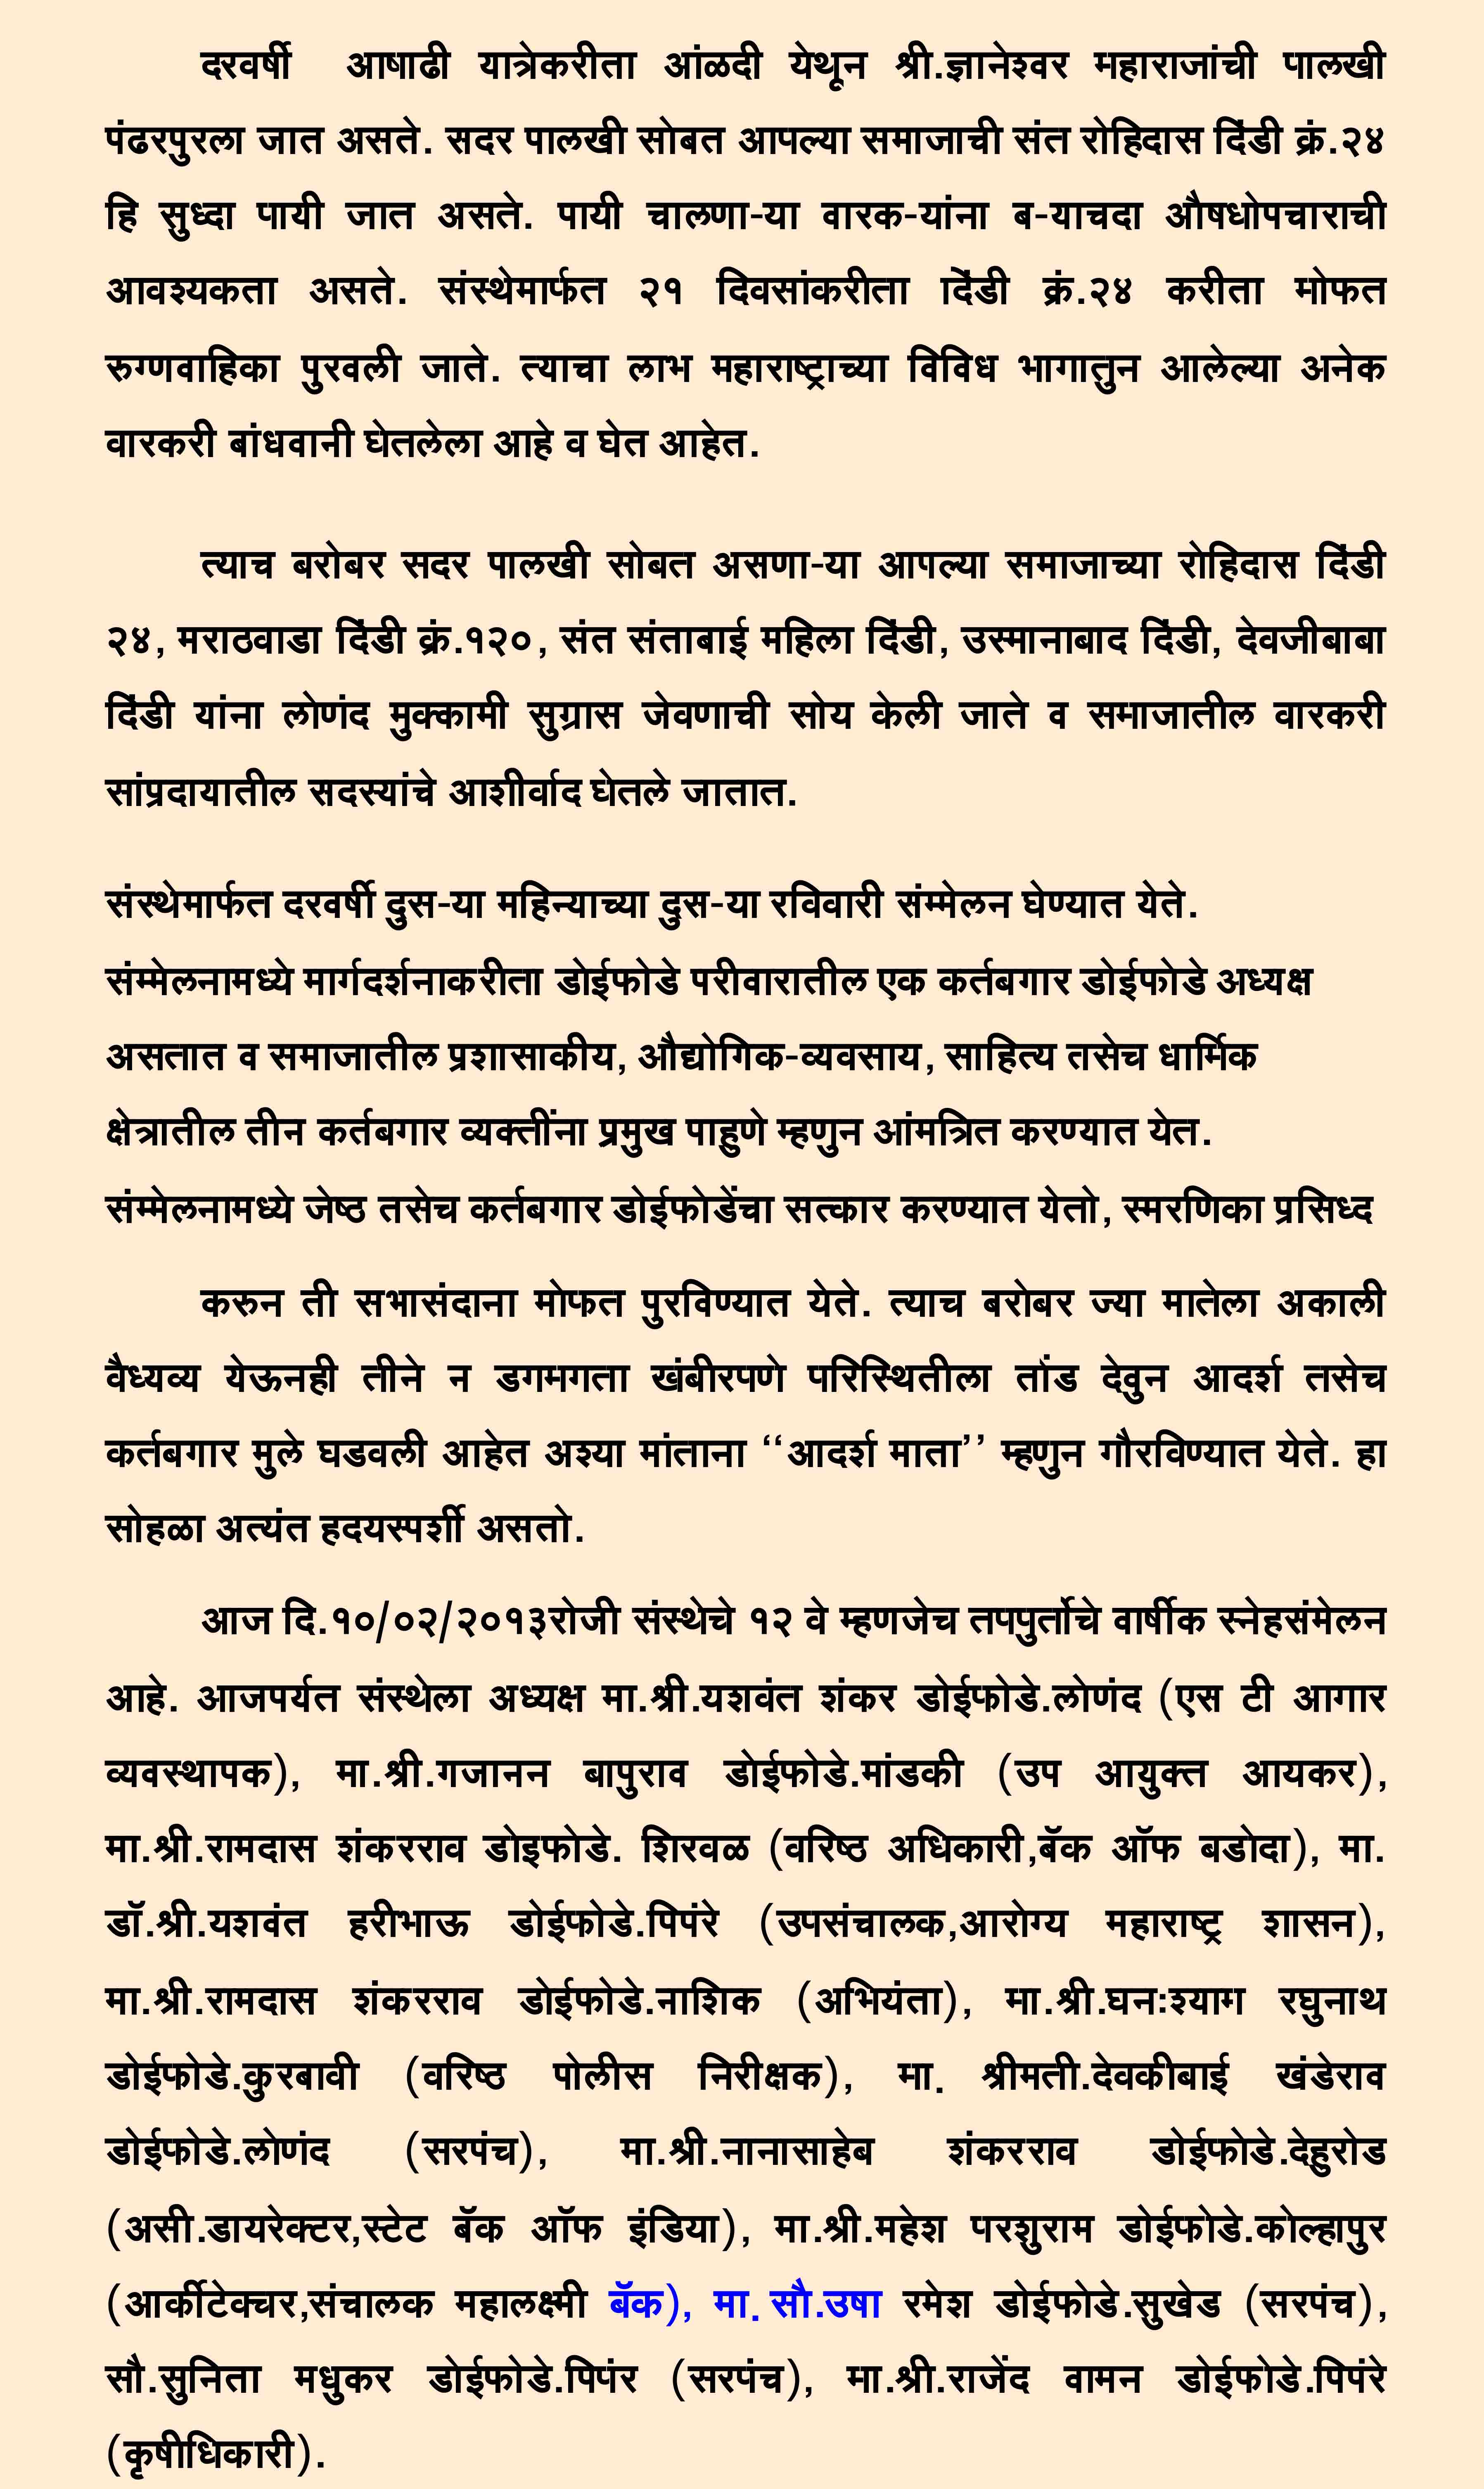 दरवर्षी आषाढी यात्रेकरीता आंळदी येथून श्री.ज्ञानेश्वर महाराजांची पालखी
पंढरपुरला जात असते. सदर पालखी सोबत आपल्या समाजाची संत रोहिदास दिंडी क्रं.२४
हि सुध्दा पायी जात असते. पायी चालणा-या वारक-यांना ब-याचदा औषधोपचाराची
आवश्यकता असते. संस्थेमार्फत २१ दिवसांकरीता दिंडी क्रं.२४ करीता मोफत
रुग्णवाहिका पुरवली जाते. त्याचा लाभ महाराष्ट्राच्या विविध भागातुन आलेल्या अनेक
वारकरी बांधवानी घेतलेला आहे व घेत आहेत.
त्याच बरोबर सदर पालखी सोबत असणा-या आपल्या समाजाच्या रोहिदास दिंडी
२४, मराठवाडा दिंडी क्रं.१२०, संत संताबाई महिला दिंडी, उस्मानाबाद दिंडी, देवजीबाबा
दिंडी यांना लोणंद मुक्कामी सुग्रास जेवणाची सोय केली जाते व समाजातील वारकरी
सांप्रदायातील सदस्यांचे आशीर्वाद घेतले जातात.
संस्थेमार्फत दरवर्षी दुस-या महिन्याच्या दुस-या रविवारी संम्मेलन घेण्यात येते.
संम्मेलनामध्ये मार्गदर्शनाकरीता डोईफोडे परीवारातील एक कर्तबगार डोईफोडे अध्यक्ष
असतात व समाजातील प्रशासाकीय, औद्योगिक-व्यवसाय, साहित्य तसेच धार्मिक
क्षेत्रातील तीन कर्तबगार व्यक्तींना प्रमुख पाहुणे म्हणुन आंमत्रित करण्यात येत.
संम्मेलनामध्ये जेष्ठ तसेच कर्तबगार डोईफोडेंचा सत्कार करण्यात येतो, स्मरणिका प्रसिध्द
करुन ती सभासंदाना मोफत पुरविण्यात येते. त्याच बरोबर ज्या मातेला अकाली
वैध्यव्य येऊनही तीने न डगमगता खंबीरपणे परिस्थितीला तोंड देवुन आदर्श तसेच
कर्तबगार मुले घडवली आहेत अश्या मांताना ‘‘आदर्श माता’’ म्हणुन गौरविण्यात येते. हा
सोहळा अत्यंत हदयस्पर्शी असतो.
आज दि.१०/०२/२०१३रोजी संस्थेचे १२ वे म्हणजेच तपपुर्तीचे वार्षीक स्नेहसंमेलन
आहे. आजपर्यत संस्थेला अध्यक्ष मा.श्री.यशवंत शंकर डोईफोडे.लोणंद (एस टी आगार
व्यवस्थापक), मा.श्री.गजानन बापुराव डोईफोडे.मांडकी (उप आयुक्त आयकर),
मा.श्री.रामदास शंकरराव डोइफोडे. शिरवळ (वरिष्ठ अधिकारी,बॅक ऑफ बडोदा), मा.
डॉ.श्री.यशवंत हरीभाऊ डोईफोडे.पिपंरे (उपसंचालक,आरोग्य महाराष्ट्र शासन),
मा.श्री.रामदास शंकरराव डोईफोडे.नाशिक (अभियंता), मा.श्री.घनःश्याम रघुनाथ
डोईफोडे.कुरबावी (वरिष्ठ पोलीस निरीक्षक), मा. श्रीमती.देवकीबाई खंडेराव
डोईफोडे.लोणंद (सरपंच), मा.श्री.नानासाहेब शंकरराव डोईफोडे.देहुरोड
(असी.डायरेक्टर,स्टेट बॅक ऑफ इंडिया), मा.श्री.महेश परशुराम डोईफोडे.कोल्हापुर
(आर्कीटेक्चर,संचालक महालक्ष्मी बॅक), मा. सौ.उषा रमेश डोईफोडे.सुखेड (सरपंच),
सौ.सुनिता मधुकर डोईफोडे.पिपंर (सरपंच), मा.श्री.राजेंद वामन डोईफोडे.पिपंरे
(कृषीधिकारी).